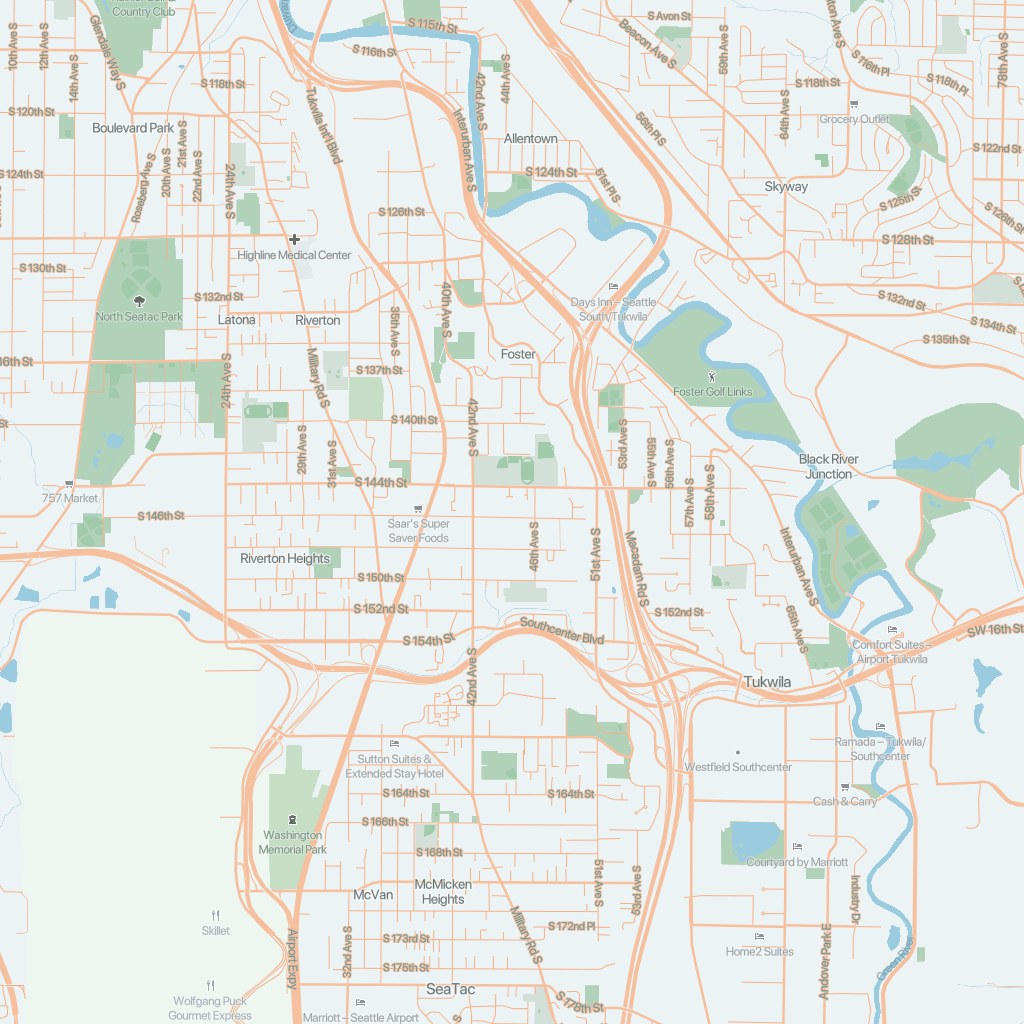 Country Club
Duwam
S 115th St
S Avon St
10th Ave S
12th Ave S
Glendale Way S
Beacon Ave S
59th Ave S
78th Ave S
S 116th St
S 116th Pl
14th Ave S
S 118th St
42nd Ave S
44th Ave S
S 118th St
S 118th Pl
S 120th St
Tukwila Int'l Blvd
Interurban Ave S
64th Ave S
Grocery Outlet
Boulevard Park
21st Ave S
Allentown
56th Pl S
S 122nd St
20th Ave S
22nd Ave S
24th Ave S
S 124th St
S 124th St
51st Pl S
Skyway
Roseberg Ave S
S 125th St
S 126th St
S 126th St
S 128th St
Highline Medical Center
S 130th St
North Seatac Park
S 132nd St
40th Ave S
Days Inn – Seattle
South/Tukwila
S 132nd St
Latona
Riverton
35th Ave S
S 134th St
S 135th St
Foster
Military Rd S
S 137th St
24th Ave S
Foster Golf Links
42nd Ave S
S 140th St
29th Ave S
31st Ave S
53rd Ave S
55th Ave S
56th Ave S
57th Ave S
58th Ave S
Black River
Junction
757 Market
S 144th St
S 146th St
Saar's Super
Saver Foods
46th Ave S
51st Ave S
Macadam Rd S
Interurban Ave S
Riverton Heights
S 150th St
S 152nd St
S 152nd St
65th Ave S
S 154th St
Southcenter Blvd
SW 16th St
Comfort Suites –
Airport Tukwila
42nd Ave S
Tukwila
Ramada – Tukwila/
Southcenter
Sutton Suites &
Extended Stay Hotel
Westfield Southcenter
S 164th St
S 164th St
Cash & Carry
S 166th St
Washington
Memorial Park
S 168th St
Courtyard by Marriott
McVan
McMicken
Heights
51st Ave S
53rd Ave S
Industry Dr
Skillet
Military Rd S
S 172nd Pl
32nd Ave S
S 173rd St
Airport Expy
Home2 Suites
Andover Park E
Green River
S 175th St
SeaTac
Wolfgang Puck
Gourmet Express
Marriott – Seattle Airport
S 178th St